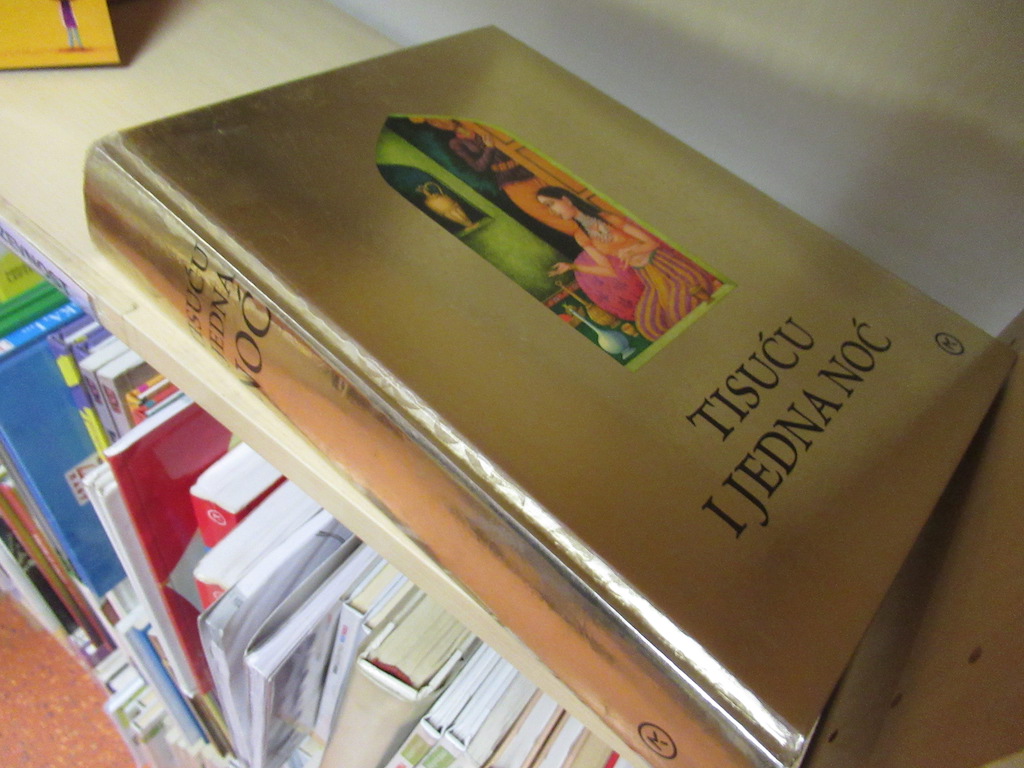 TISUĆU
I JEDNA NOĆ
TISUĆU
I JEDNA
NOĆ